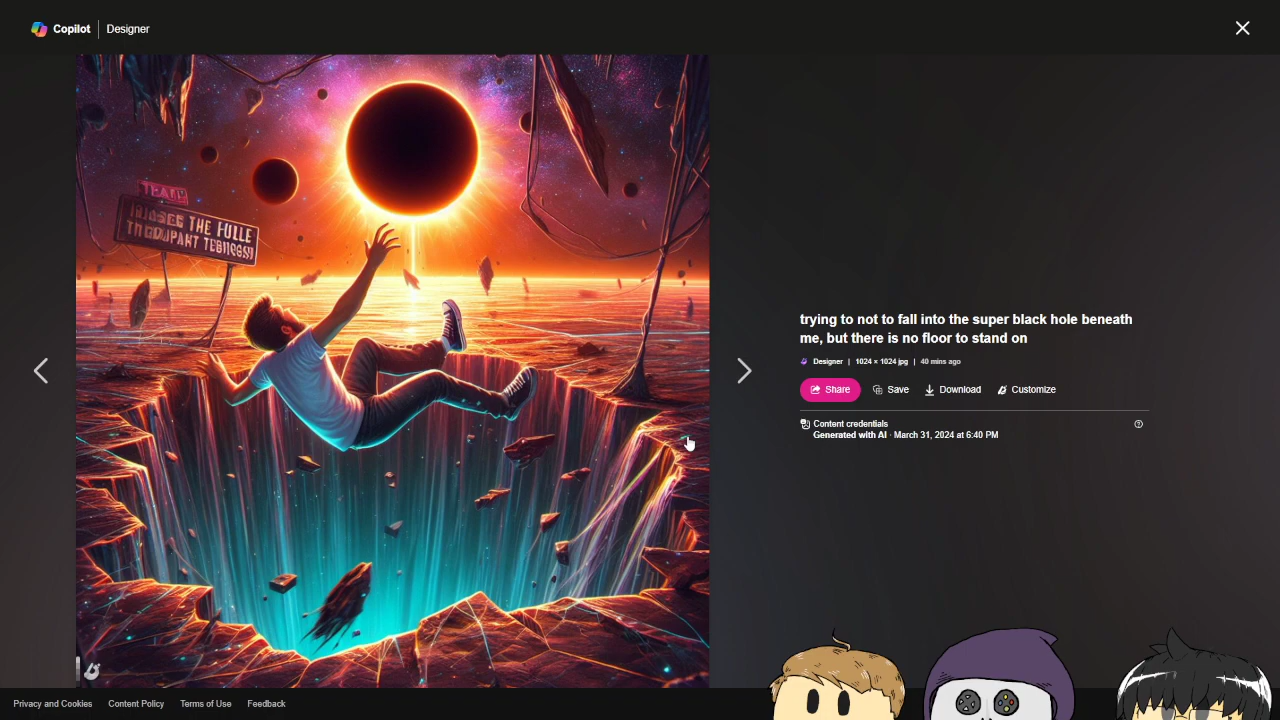 Copilot
Designer
THE FULLE
trying to not to fall into the super black hole beneath
me, but there is no floor to stand on
Designer | 1024 × 1024 jpg | 40 mins ago
Share
Save
Download
Customize
Content credentials
Generated with AI · March 31, 2024 at 6:40 PM
Privacy and Cookies
Content Policy
Terms of Use
Feedback